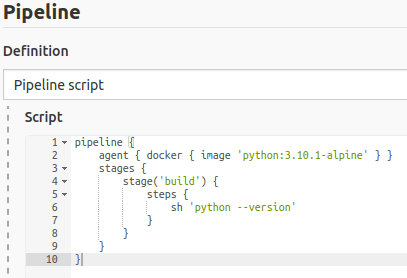 Pipeline
Definition
Pipeline script
Script
1 pipeline {
2     agent { docker { image 'python:3.10.1-alpine' } }
3     stages {
4         stage('build') {
5             steps {
6                 sh 'python --version'
7             }
8         }
9     }
10 }